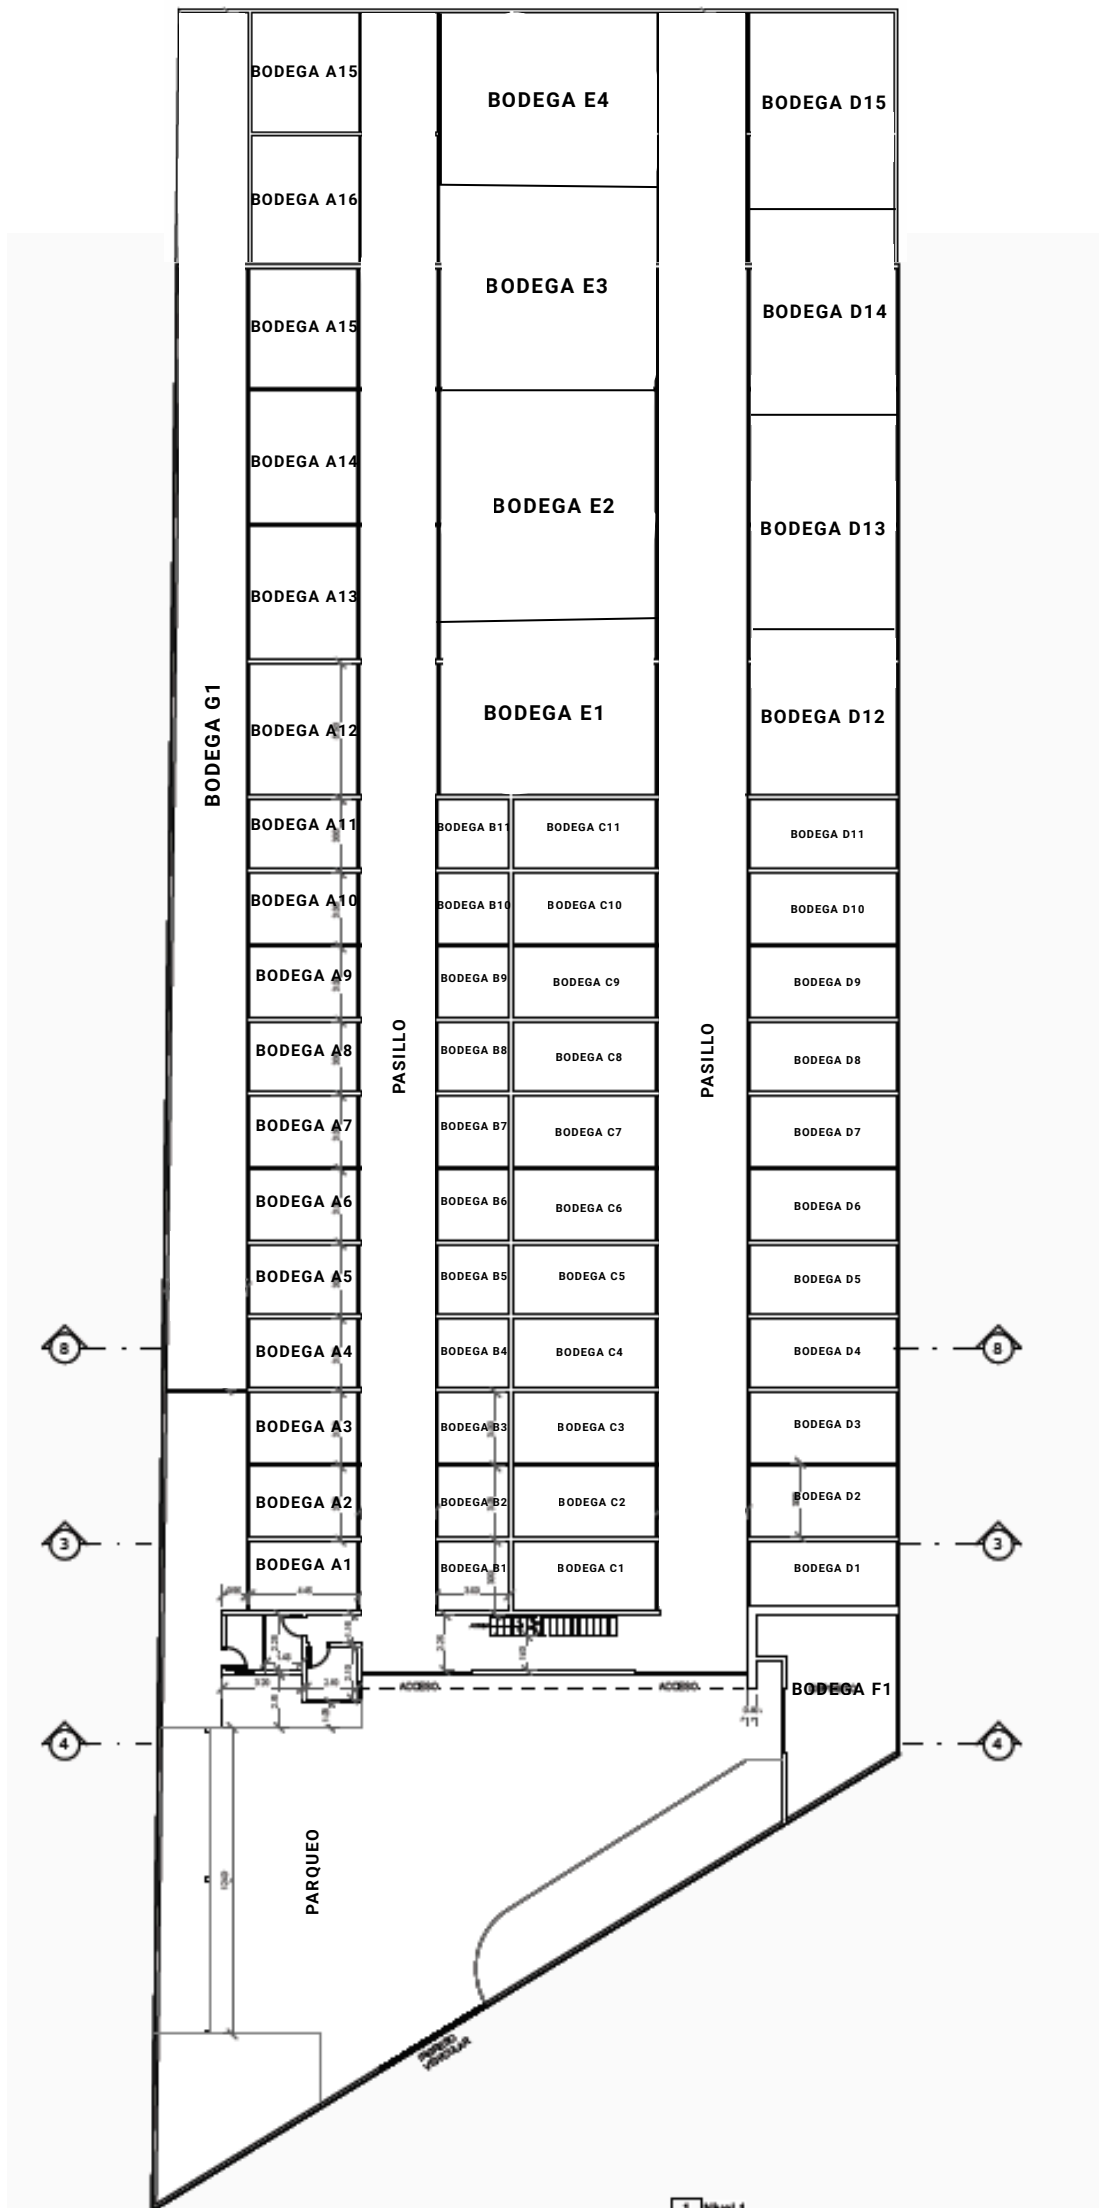 BODEGA A15
BODEGA E4
BODEGA D15
BODEGA A16
BODEGA E3
BODEGA D14
BODEGA A15
BODEGA A14
BODEGA E2
BODEGA D13
BODEGA A13
BODEGA G1
BODEGA A12
BODEGA E1
BODEGA D12
BODEGA A11
BODEGA B11
BODEGA C11
BODEGA D11
BODEGA A10
BODEGA B10
BODEGA C10
BODEGA D10
BODEGA A9
BODEGA B9
BODEGA C9
BODEGA D9
PASILLO
PASILLO
BODEGA A8
BODEGA B8
BODEGA C8
BODEGA D8
BODEGA A7
BODEGA B7
BODEGA C7
BODEGA D7
BODEGA A6
BODEGA B6
BODEGA C6
BODEGA D6
BODEGA A5
BODEGA B5
BODEGA C5
BODEGA D5
8
BODEGA A4
BODEGA B4
BODEGA C4
BODEGA D4
8
BODEGA A3
BODEGA B3
BODEGA C3
BODEGA D3
BODEGA A2
BODEGA B2
BODEGA C2
BODEGA D2
3
3
BODEGA A1
BODEGA B1
BODEGA C1
BODEGA D1
ACCESO
ACCESO
BODEGA F1
4
4
PARQUEO
INGRESO
VEHICULAR
1 Nivel 1